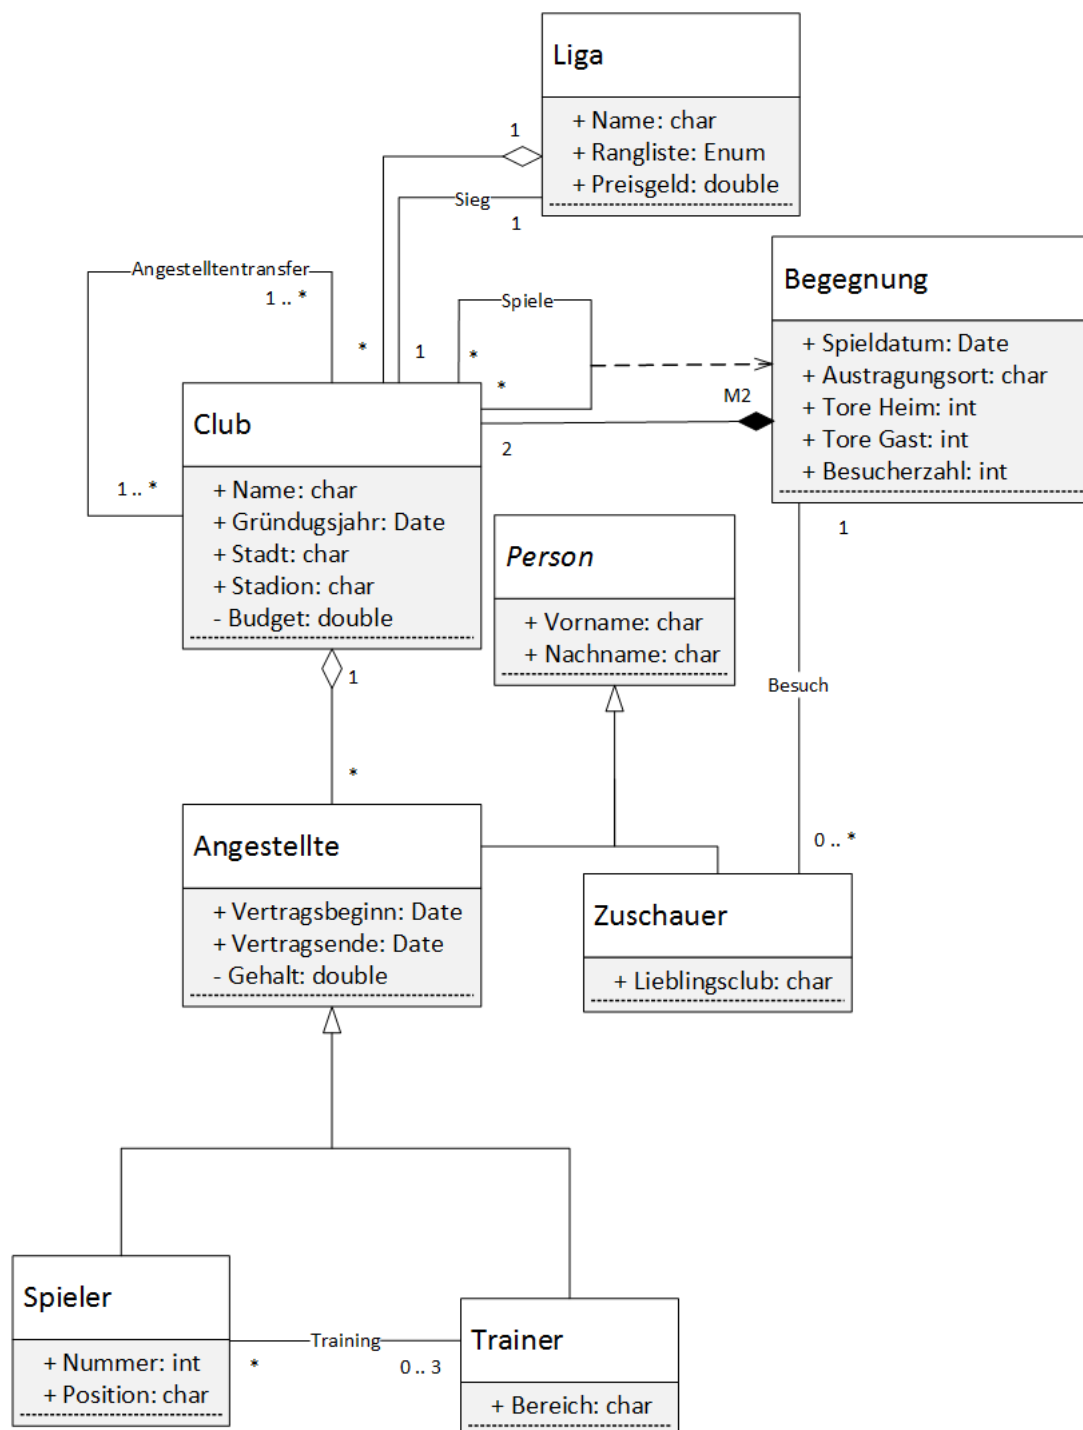 Liga
+ Name: char
+ Rangliste: Enum
+ Preisgeld: double
1
Sieg
1
Angestelltentransfer
1 .. *
Spiele
*
1
*
*
Begegnung
+ Spieldatum: Date
+ Austragungsort: char
+ Tore Heim: int
+ Tore Gast: int
+ Besucherzahl: int
M2
2
1
Club
+ Name: char
+ Gründugsjahr: Date
+ Stadt: char
+ Stadion: char
- Budget: double
1 .. *
1
*
Person
+ Vorname: char
+ Nachname: char
Besuch
0 .. *
Angestellte
+ Vertragsbeginn: Date
+ Vertragsende: Date
- Gehalt: double
Zuschauer
+ Lieblingsclub: char
Spieler
+ Nummer: int
+ Position: char
Training
*
0 .. 3
Trainer
+ Bereich: char